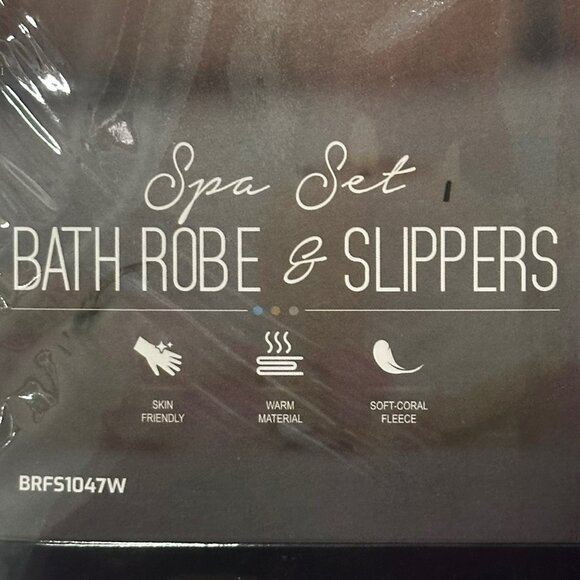 Spa Set
BATH ROBE & SLIPPERS
SKIN
FRIENDLY
WARM
MATERIAL
SOFT-CORAL
FLEECE
BRFS1047W